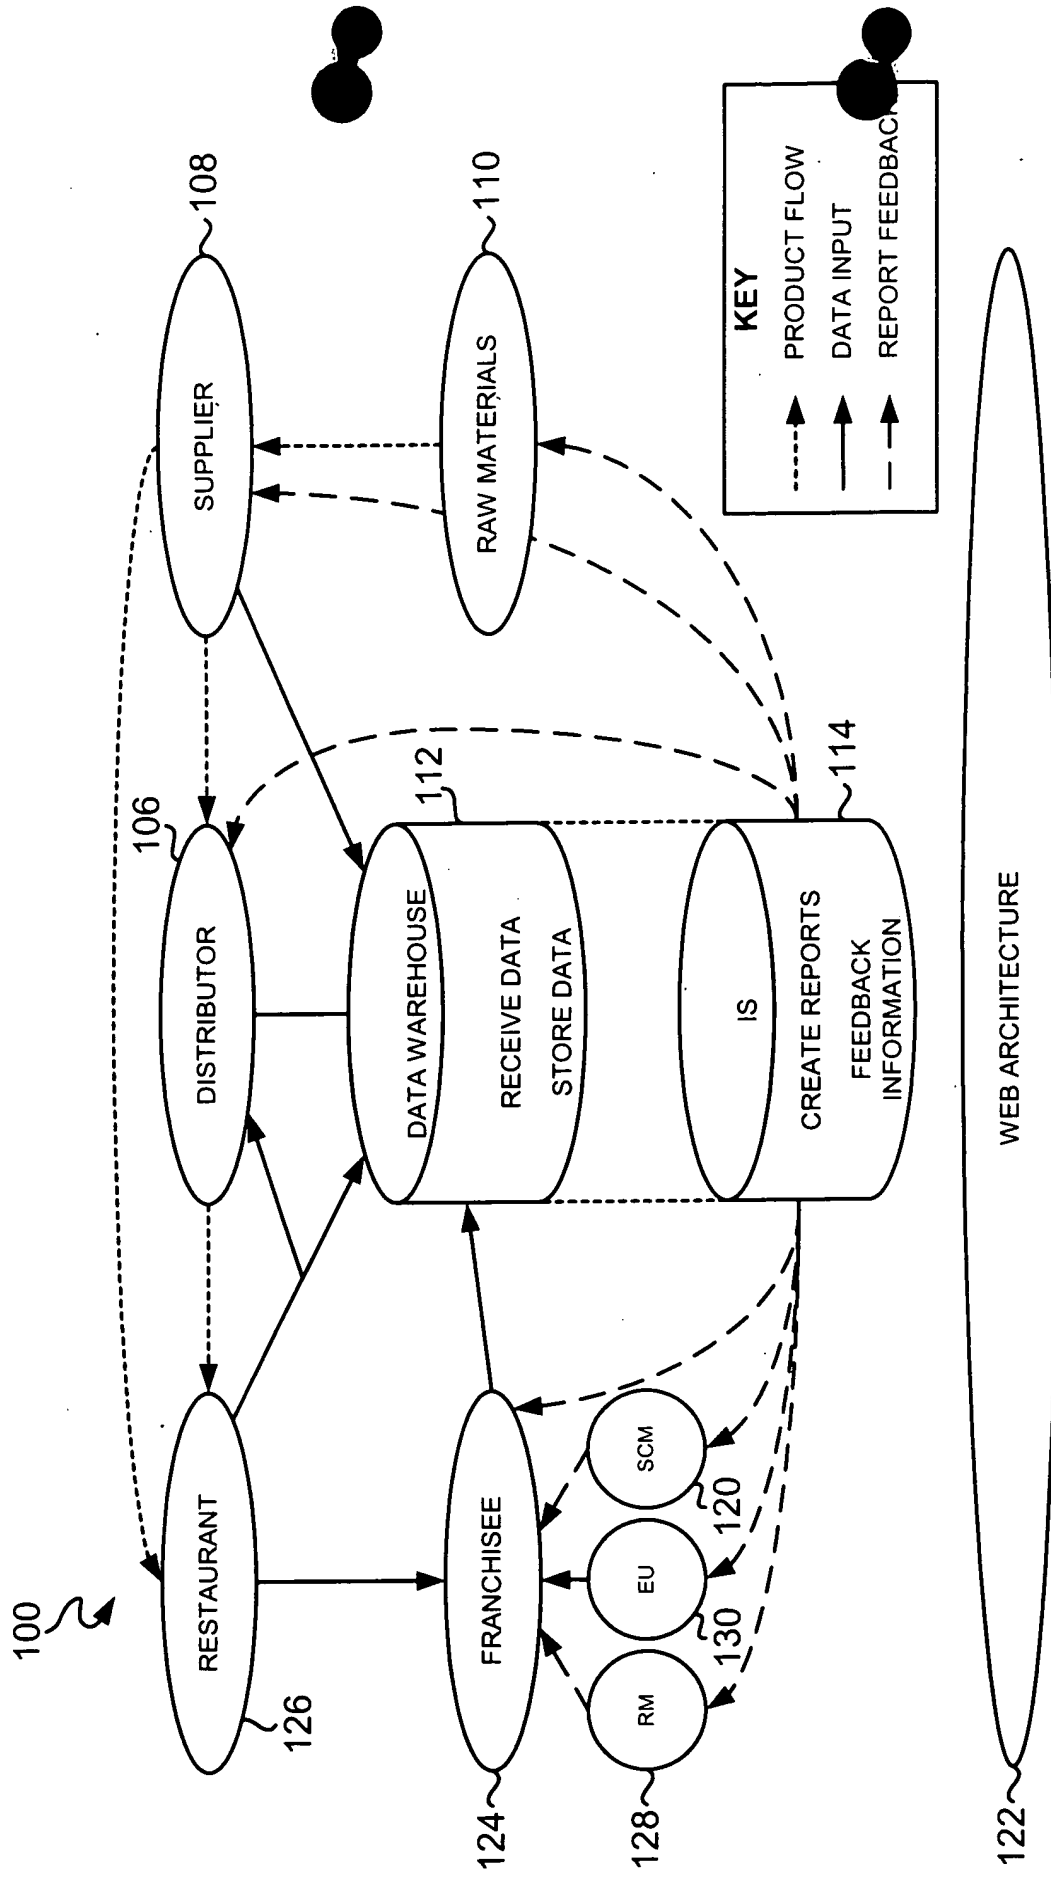 100
RESTAURANT
126
DISTRIBUTOR
106
SUPPLIER
108
FRANCHISEE
124
DATA WAREHOUSE
112
RECEIVE DATA
STORE DATA
RAW MATERIALS
110
RM
128
EU
130
SCM
120
IS
CREATE REPORTS
FEEDBACK
INFORMATION
114
KEY
PRODUCT FLOW
DATA INPUT
REPORT FEEDBACK
WEB ARCHITECTURE
122